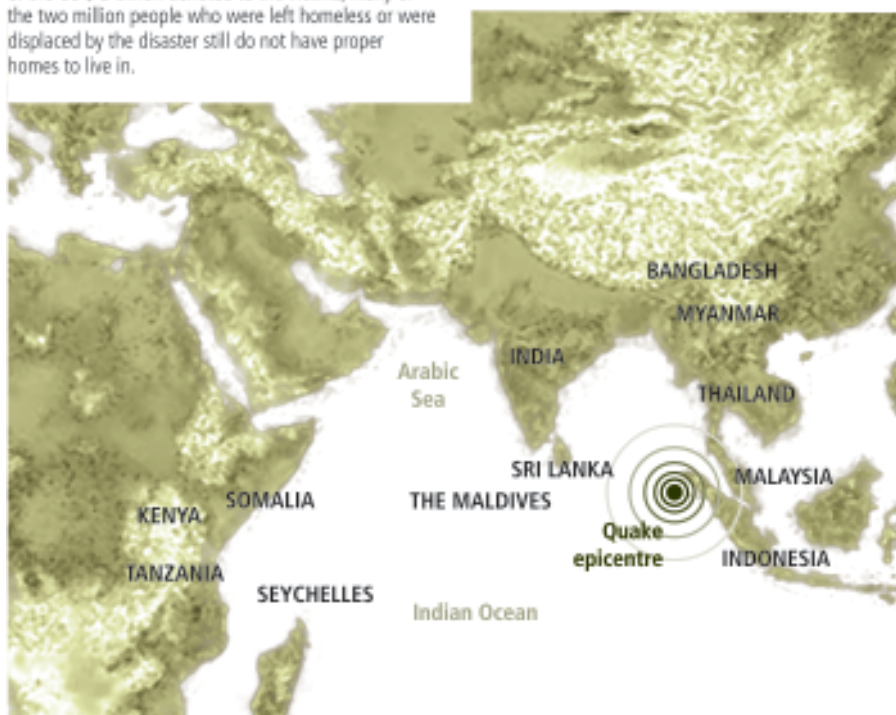 the two million people who were left homeless or were
displaced by the disaster still do not have proper
homes to live in.
BANGLADESH
MYANMAR
INDIA
Arabic
Sea
THAILAND
SRI LANKA
MALAYSIA
THE MALDIVES
SOMALIA
KENYA
Quake
epicentre
INDONESIA
TANZANIA
SEYCHELLES
Indian Ocean